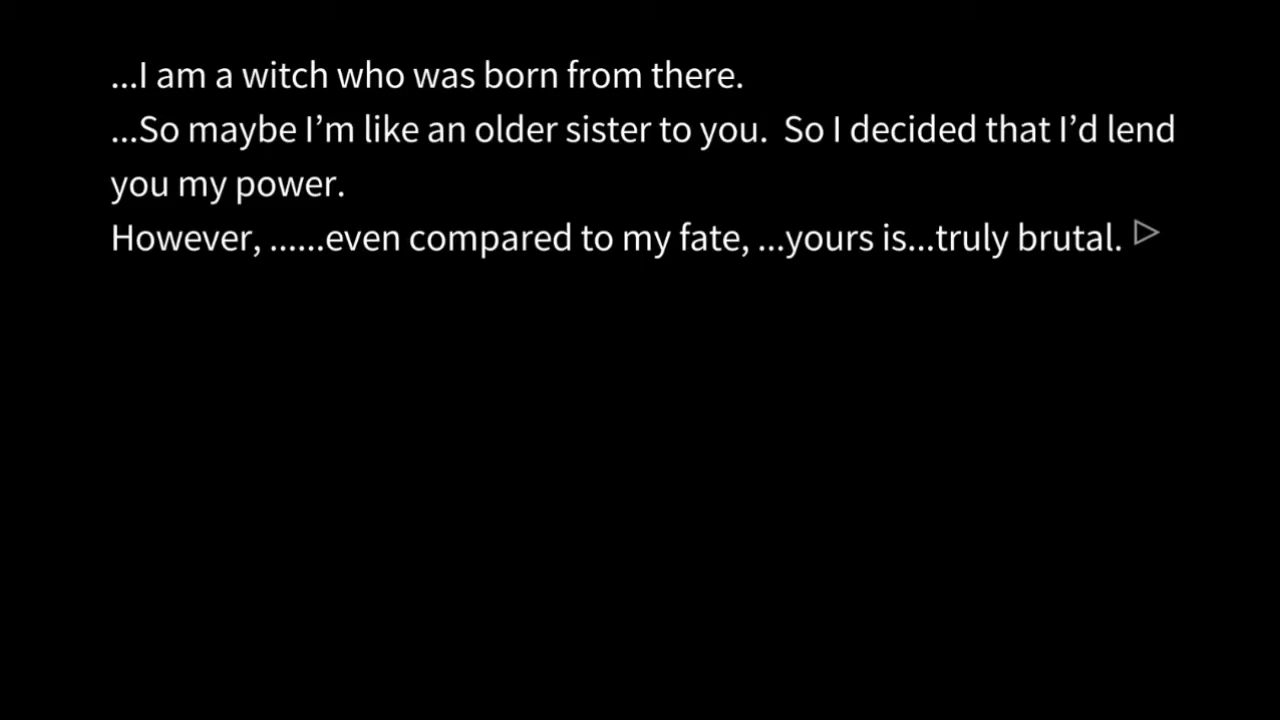 ...I am a witch who was born from there.
...So maybe I’m like an older sister to you.  So I decided that I’d lend
you my power.
However, ......even compared to my fate, ...yours is...truly brutal.